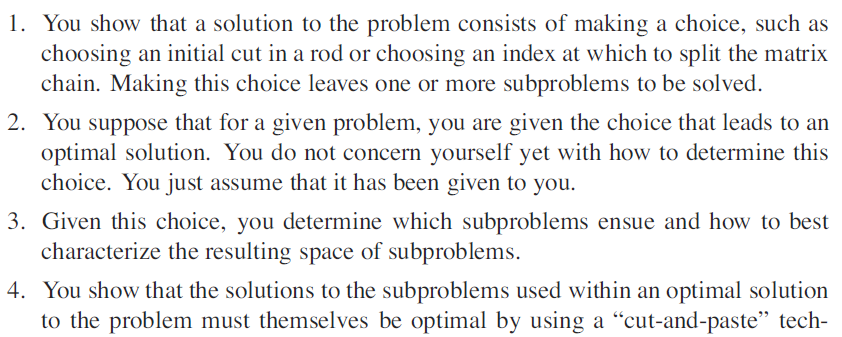 1. You show that a solution to the problem consists of making a choice, such as
choosing an initial cut in a rod or choosing an index at which to split the matrix
chain. Making this choice leaves one or more subproblems to be solved.
2. You suppose that for a given problem, you are given the choice that leads to an
optimal solution. You do not concern yourself yet with how to determine this
choice. You just assume that it has been given to you.
3. Given this choice, you determine which subproblems ensue and how to best
characterize the resulting space of subproblems.
4. You show that the solutions to the subproblems used within an optimal solution
to the problem must themselves be optimal by using a “cut-and-paste” tech-